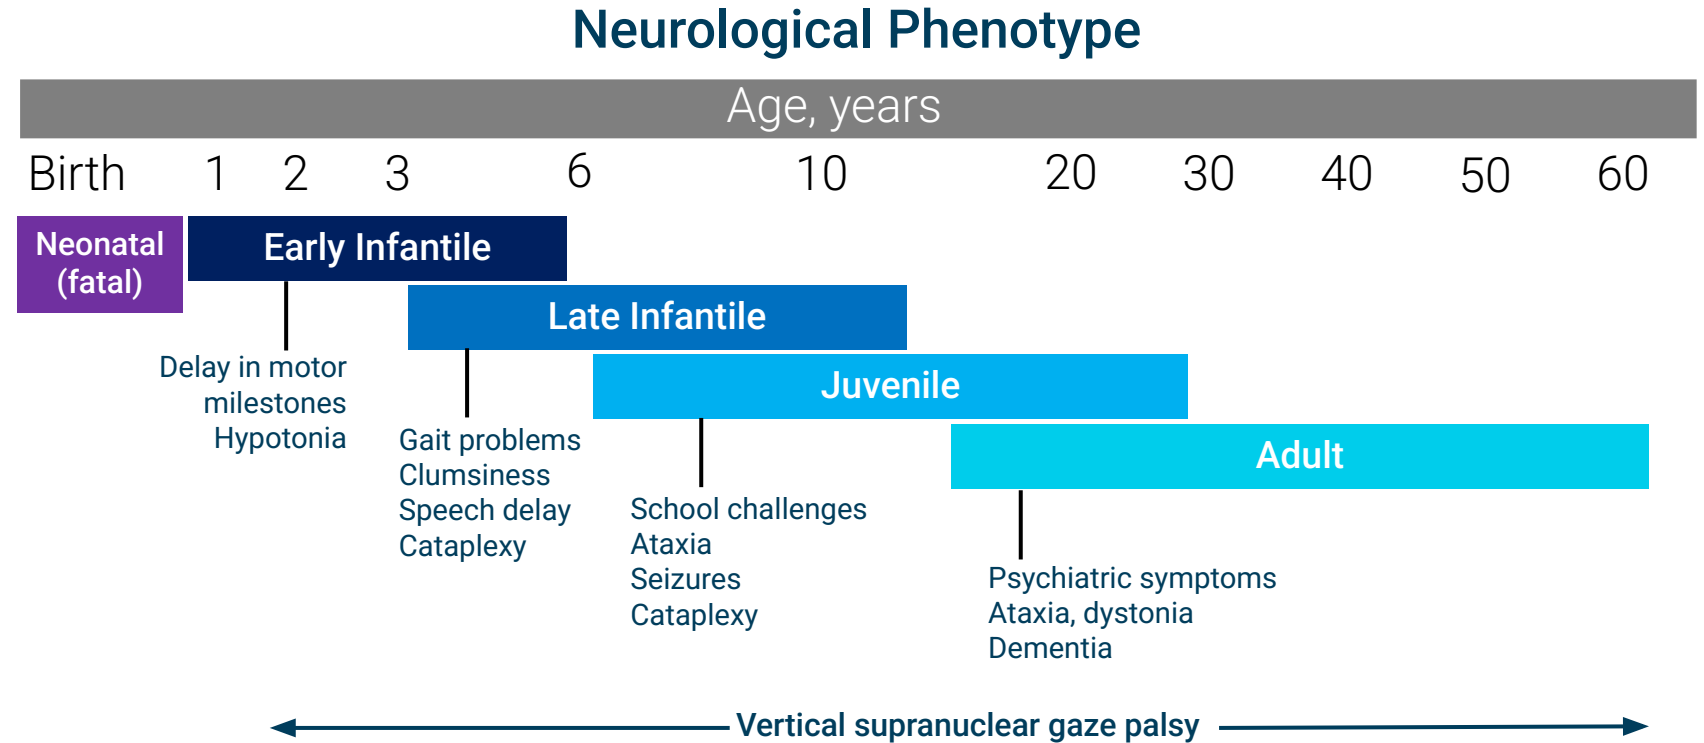 Neurological Phenotype
Age, years
Birth 1 2 3 6 10 20 30 40 50 60
Neonatal
(fatal)
Early Infantile
Late Infantile
Juvenile
Adult
Delay in motor
milestones
Hypotonia
Gait problems
Clumsiness
Speech delay
Cataplexy
School challenges
Ataxia
Seizures
Cataplexy
Psychiatric symptoms
Ataxia, dystonia
Dementia
Vertical supranuclear gaze palsy